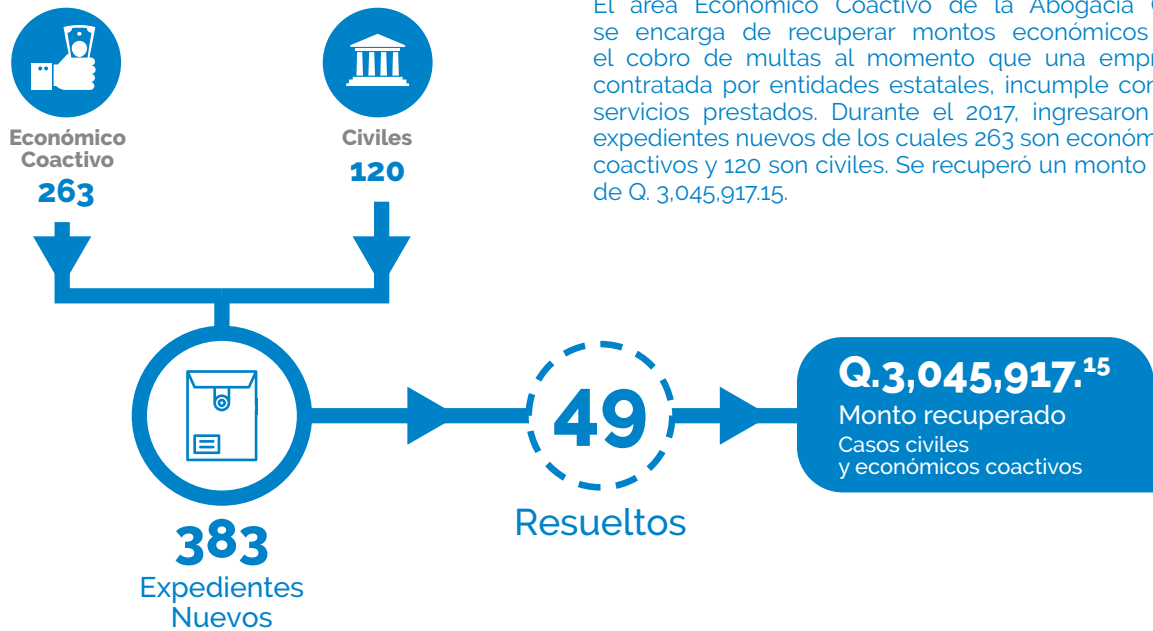 Económico
Coactivo
263
Civiles
120
El área Económico Coactivo de la Abogacía
se encarga de recuperar montos económicos
el cobro de multas al momento que una
contratada por entidades estatales, incumple
servicios prestados. Durante el 2017, ingresaron
expedientes nuevos de los cuales 263 son
coactivos y 120 son civiles. Se recuperó un monto
de Q. 3,045,917.15.
383
Expedientes
Nuevos
49
Resueltos
Q.3,045,917.15
Monto recuperado
Casos civiles
y económicos coactivos